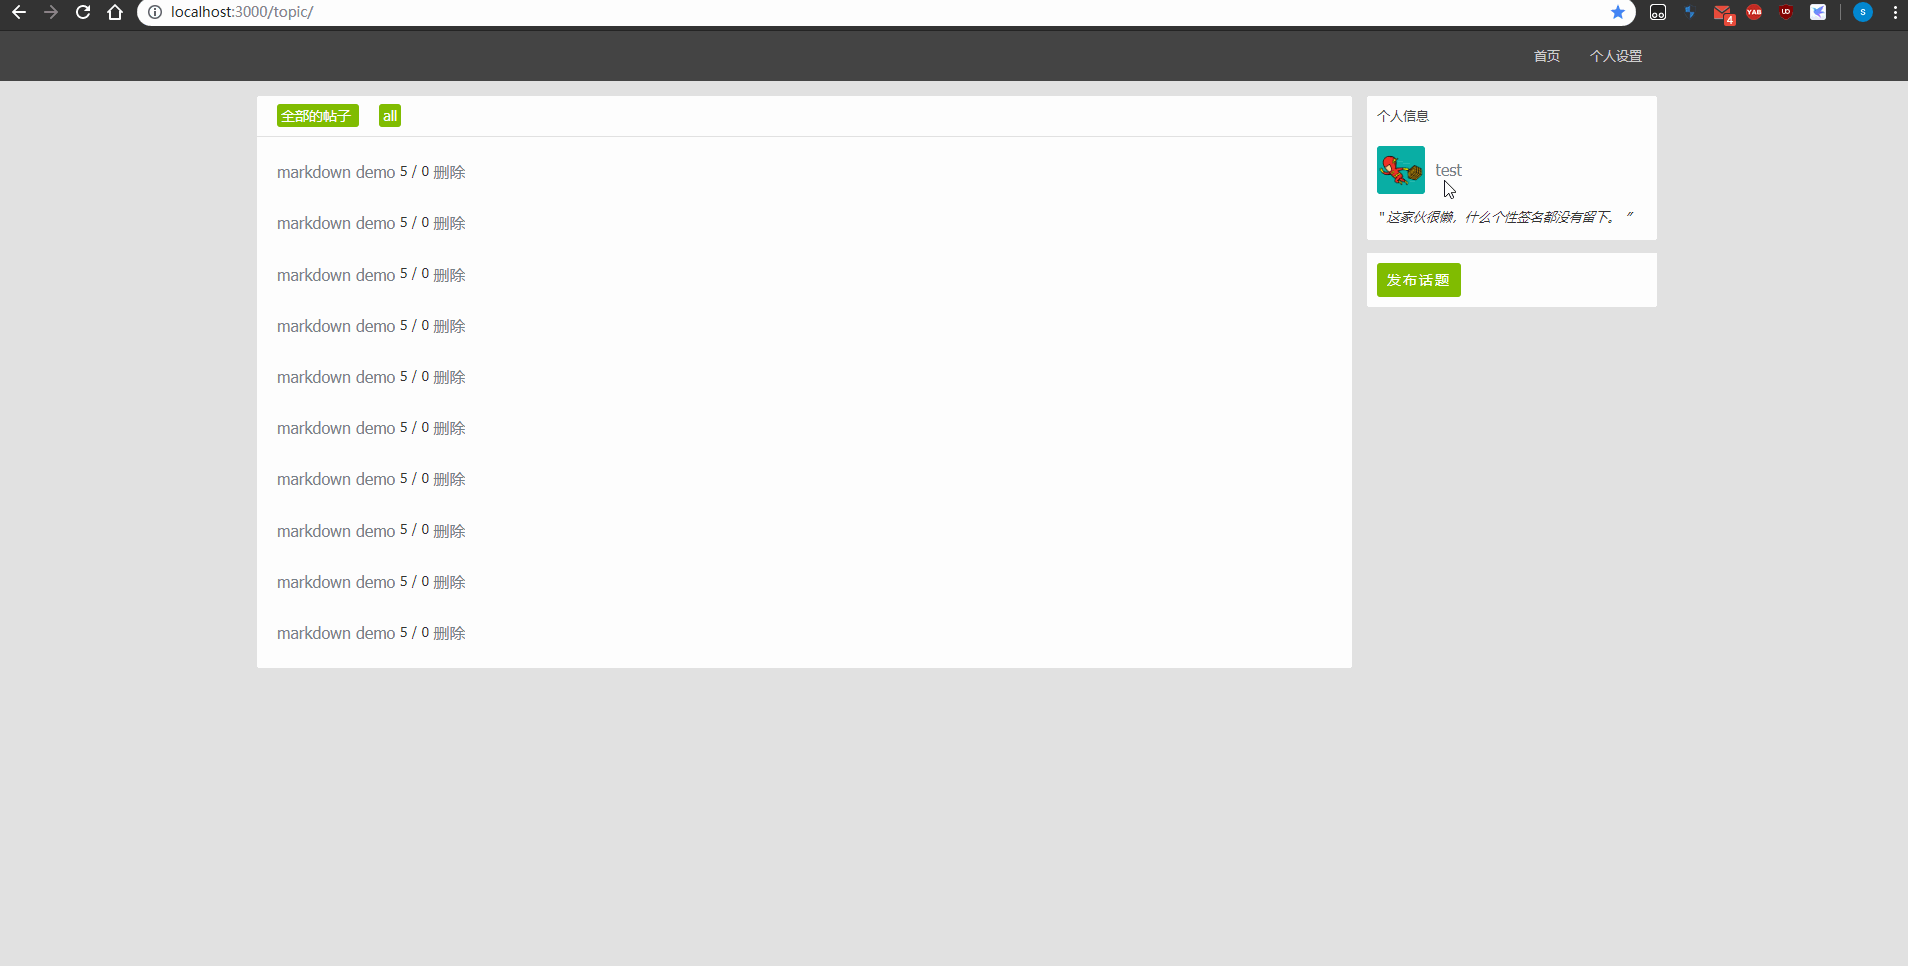 localhost:3000/topic/
4
YAB
UD
S
首页 个人设置
全部的帖子 all
markdown demo 5 / 0 删除
markdown demo 5 / 0 删除
markdown demo 5 / 0 删除
markdown demo 5 / 0 删除
markdown demo 5 / 0 删除
markdown demo 5 / 0 删除
markdown demo 5 / 0 删除
markdown demo 5 / 0 删除
markdown demo 5 / 0 删除
markdown demo 5 / 0 删除
个人信息
test
"这家伙很懒，什么个性签名都没有留下。 "
发布话题